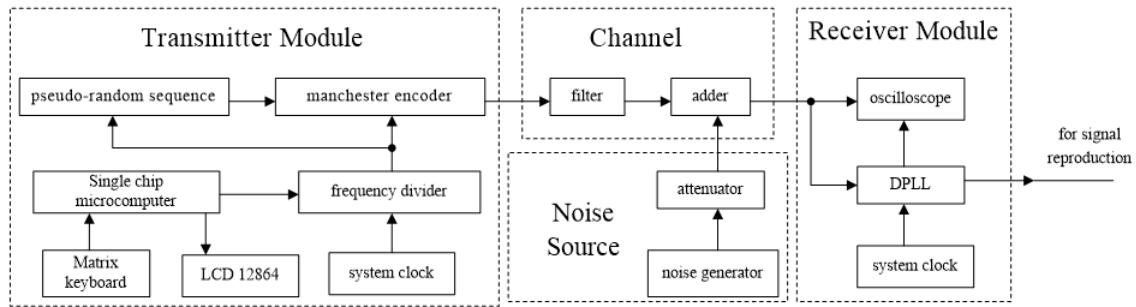 Transmitter Module
pseudo-random sequence
manchester encoder
Single chip
microcomputer
frequency divider
Matrix
keyboard
LCD 12864
system clock
Channel
filter
adder
Noise
Source
attenuator
noise generator
Receiver Module
oscilloscope
DPLL
system clock
for signal
reproduction